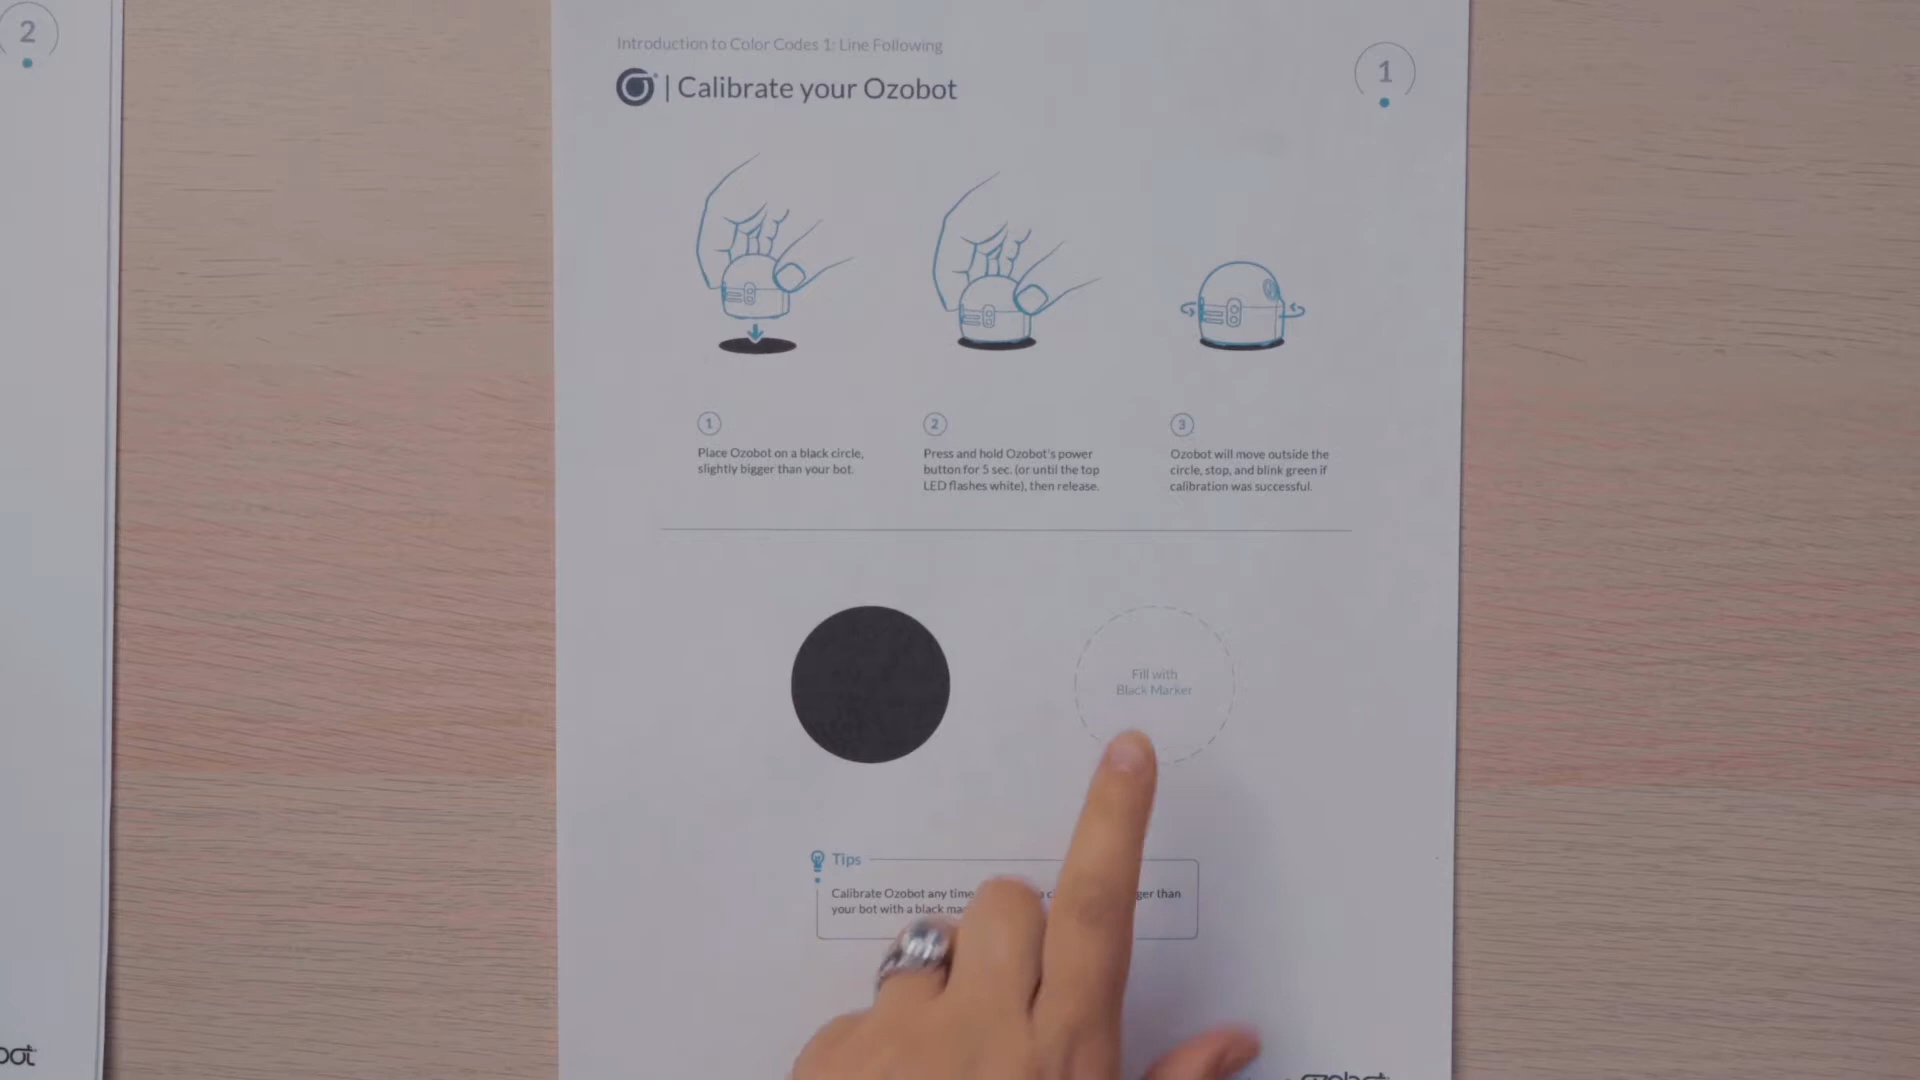 2
Introduction to Color Codes 1: Line Following
| Calibrate your Ozobot
1
1
Place Ozobot on a black circle,
slightly bigger than your bot.
2
Press and hold Ozobot's power
button for 5 sec. (or until the top
LED flashes white), then release.
3
Ozobot will move outside the
circle, stop, and blink green if
calibration was successful.
Fill with
Black Marker
Tips
Calibrate Ozobot any time than
your bot with a black